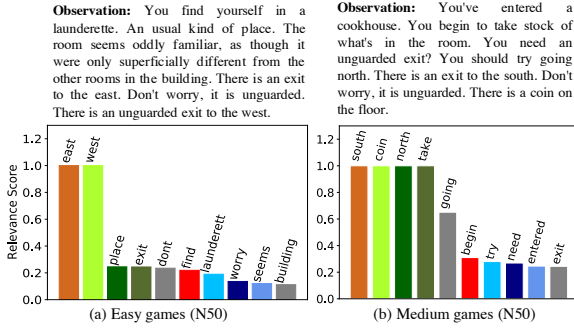 Observation: You find yourself in a
launderette. An usual kind of place. The
room seems oddly familiar, as though it
were only superficially different from the
other rooms in the building. There is an exit
to the east. Don't worry, it is unguarded.
There is an unguarded exit to the west.
Relevance Score
1.2
1.0
0.8
0.6
0.4
0.2
0.0
east
west
place
exit
dont
find
launderett
worry
seems
building
(a) Easy games (N50)
Observation: You've entered a
cookhouse. You begin to take stock of
what's in the room. You need an
unguarded exit? You should try going
north. There is an exit to the south. Don't
worry, it is unguarded. There is a coin on
the floor.
1.2
1.0
0.8
0.6
0.4
0.2
0.0
south
coin
north
take
going
begin
try
need
entered
exit
(b) Medium games (N50)